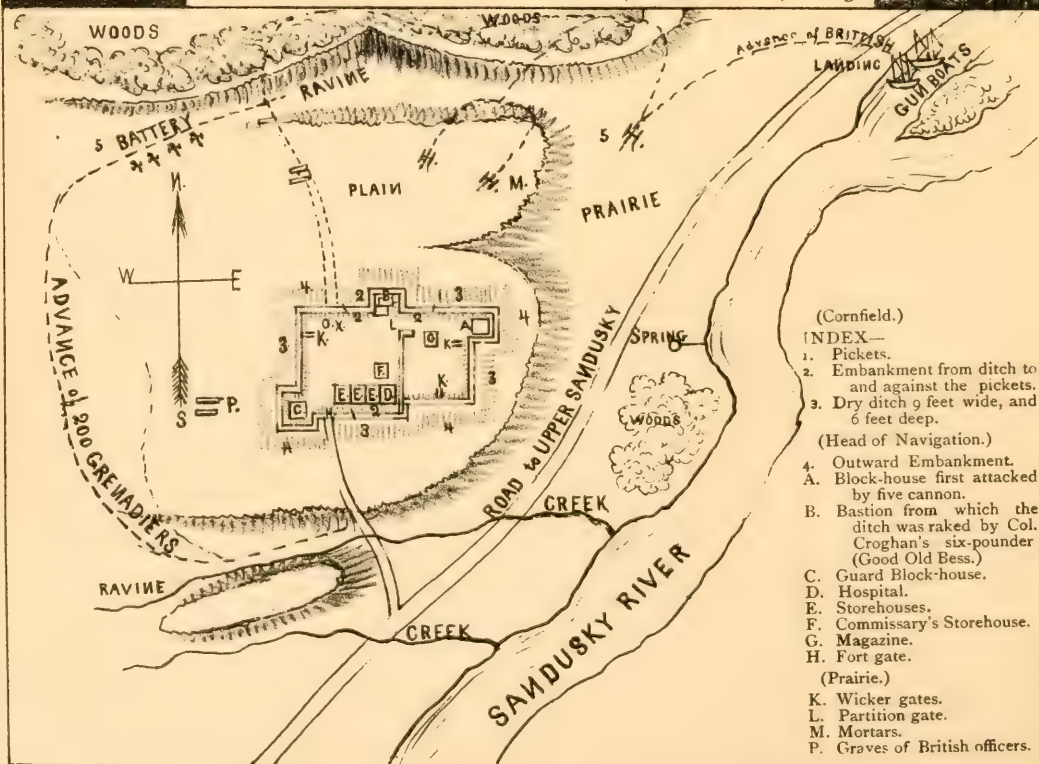 WOODS
WOODS
Advance of BRITISH
LANDING
GUN BOATS
RAVINE
5 BATTERY
5
N.
PLAIN
M.
PRAIRIE
W
E
S
P.
ADVANCE of 200 GRENADIERS
4
2
B
1
3
2
2
O.X.
L
A
4
3
K.
G
K
F.
K
3
E E E D.
C
H
2
4
3
4
ROAD to UPPER SANDUSKY
SPRING
WOODS
CREEK
RAVINE
CREEK
SANDUSKY RIVER
(Cornfield.)
INDEX—
1. Pickets.
2. Embankment from ditch to
and against the pickets.
3. Dry ditch 9 feet wide, and
6 feet deep.
(Head of Navigation.)
4. Outward Embankment.
A. Block-house first attacked
by five cannon.
B. Bastion from which the
ditch was raked by Col.
Croghan's six-pounder
(Good Old Bess.)
C. Guard Block-house.
D. Hospital.
E. Storehouses.
F. Commissary's Storehouse.
G. Magazine.
H. Fort gate.
(Prairie.)
K. Wicker gates.
L. Partition gate.
M. Mortars.
P. Graves of British officers.